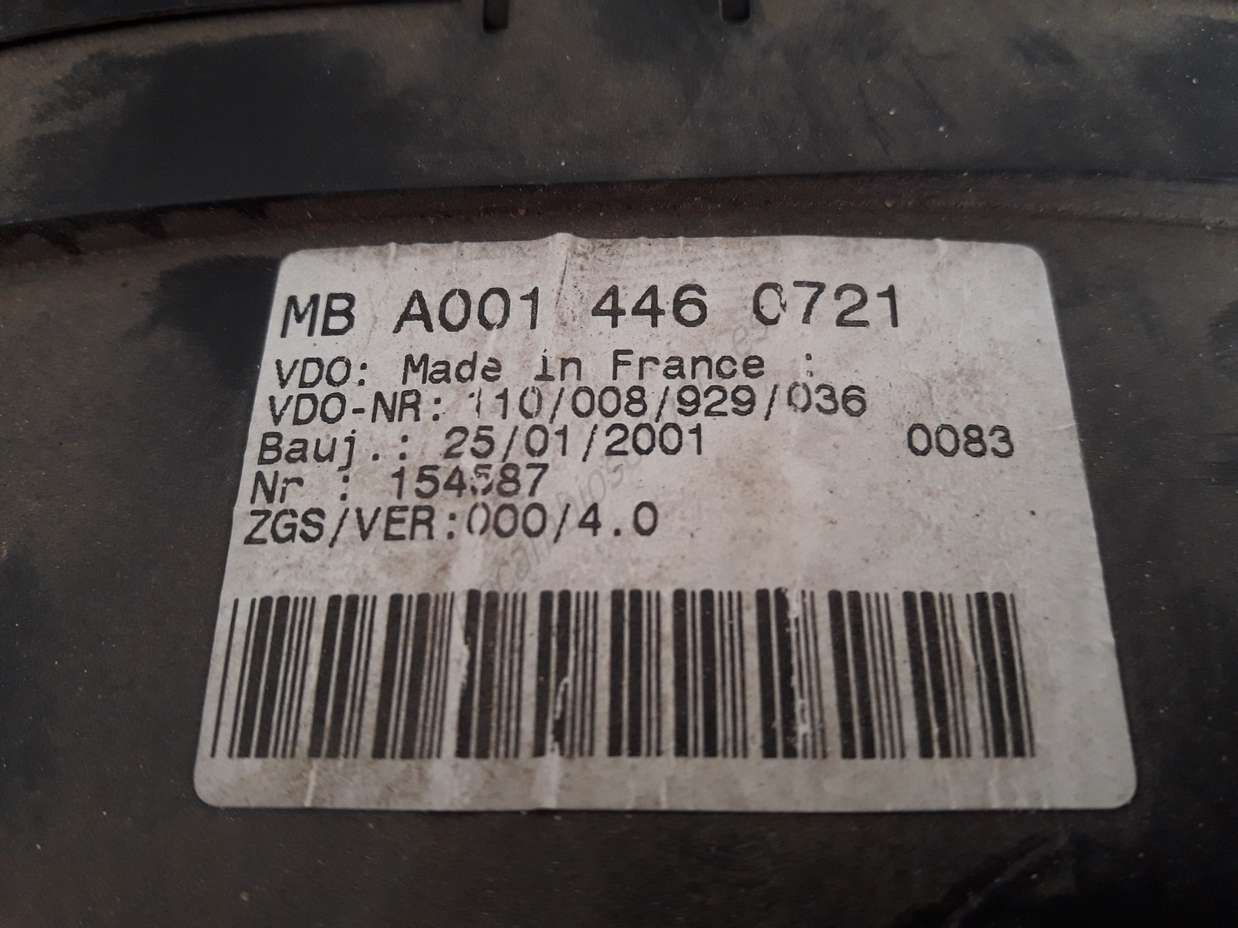 MB A001 446 0721
VDO: Made in France :
VDO-NR: 110/008/929/036
Bauj.: 25/01/2001 0083
Nr : 154587
ZGS/VER:000/4.0